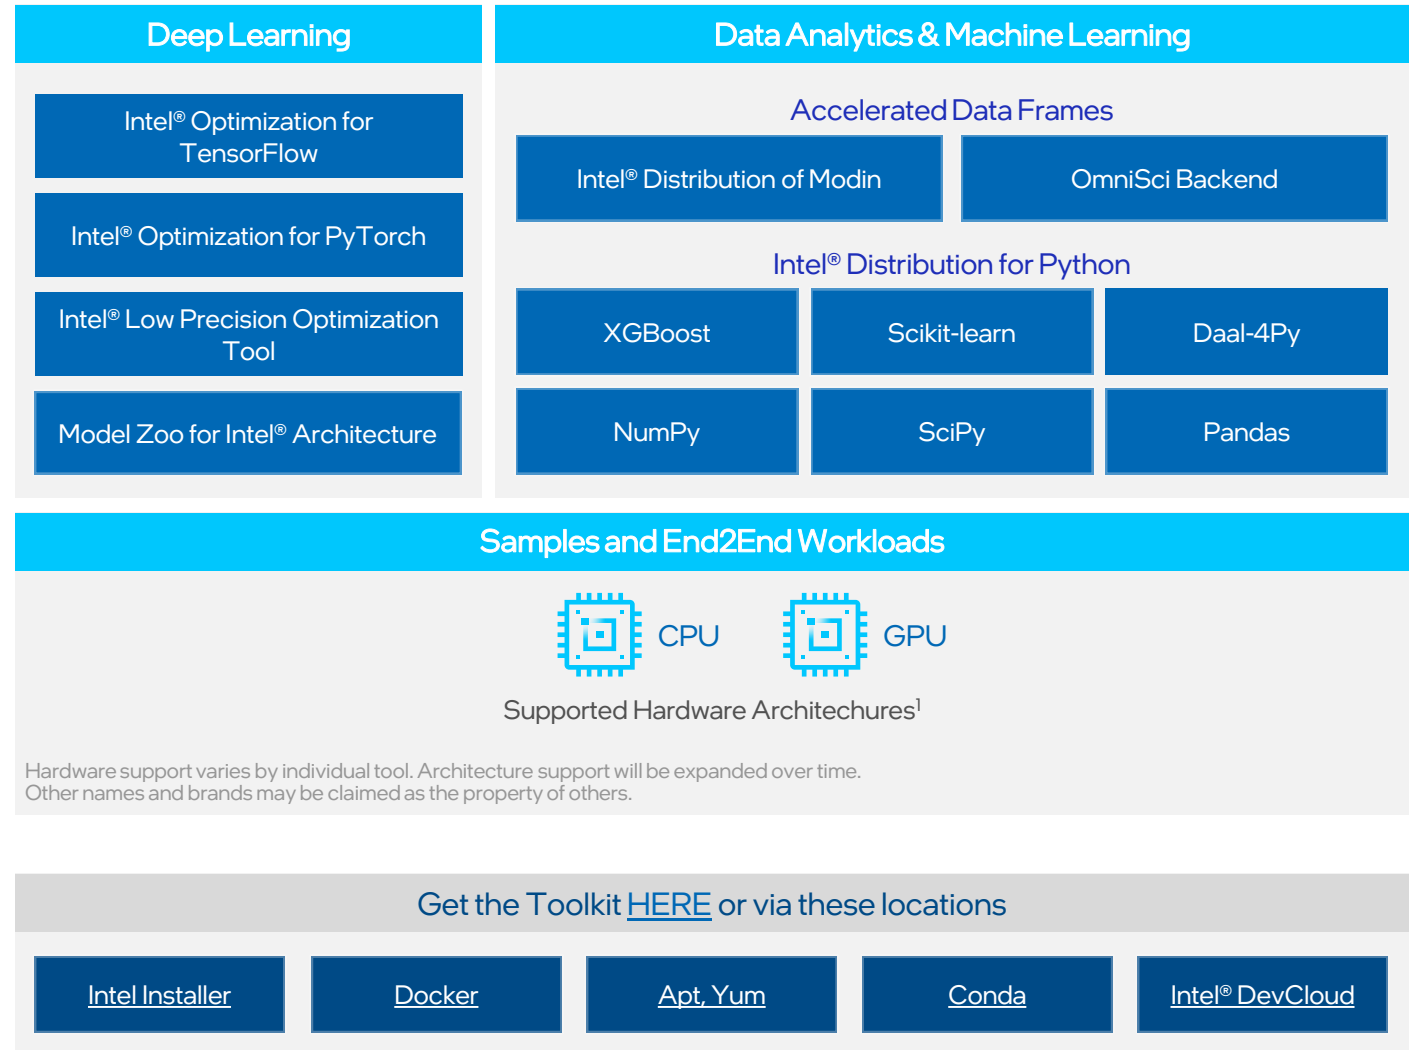 Deep Learning
Intel® Optimization for
TensorFlow
Intel® Optimization for PyTorch
Intel® Low Precision Optimization
Tool
Model Zoo for Intel® Architecture
Data Analytics & Machine Learning
Accelerated Data Frames
Intel® Distribution of Modin
OmniSci Backend
Intel® Distribution for Python
XGBoost
Scikit-learn
Daal-4Py
NumPy
SciPy
Pandas
Samples and End2End Workloads
CPU
GPU
Supported Hardware Architechures¹
Hardware support varies by individual tool. Architecture support will be expanded over time.
Other names and brands may be claimed as the property of others.
Get the Toolkit HERE or via these locations
Intel Installer
Docker
Apt, Yum
Conda
Intel® DevCloud